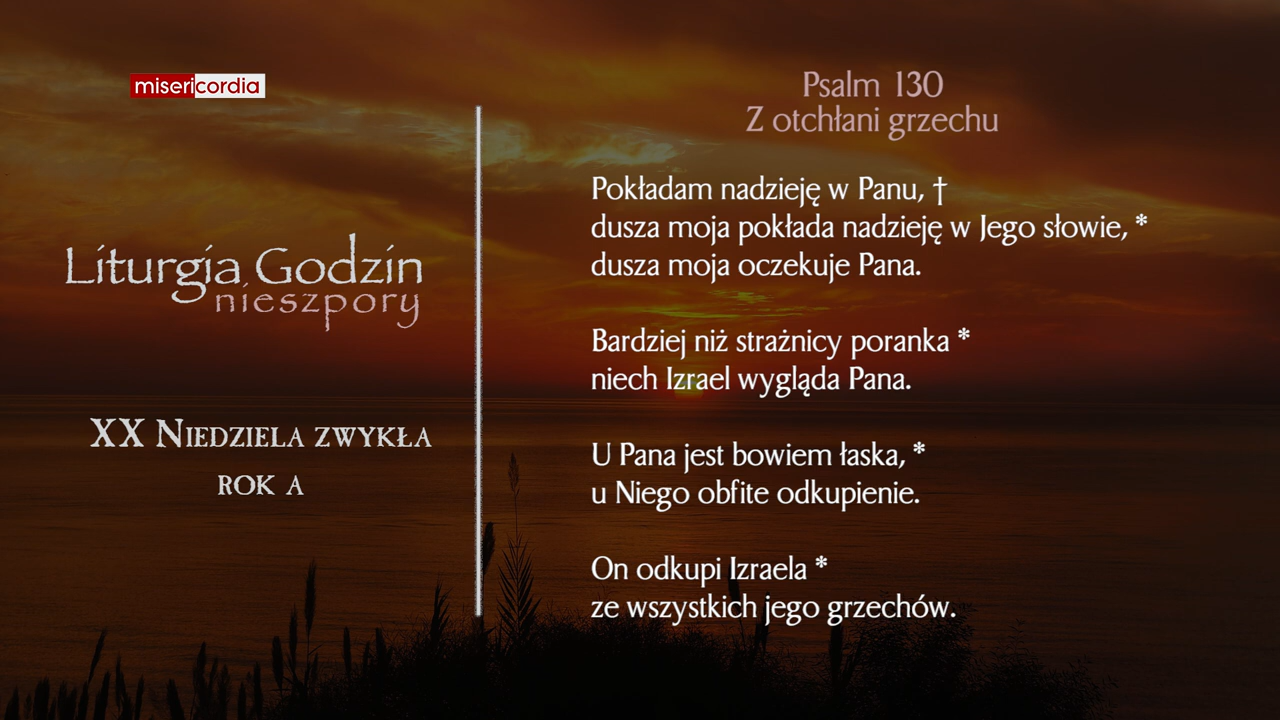 misericordia
Liturgia Godzin
nieszpory
XX Niedziela zwykła
rok a
Psalm 130
Z otchłani grzechu
Pokładam nadzieję w Panu, †
dusza moja pokłada nadzieję w Jego słowie, *
dusza moja oczekuje Pana.
Bardziej niż strażnicy poranka *
niech Izrael wygląda Pana.
U Pana jest bowiem łaska, *
u Niego obfite odkupienie.
On odkupi Izraela *
ze wszystkich jego grzechów.